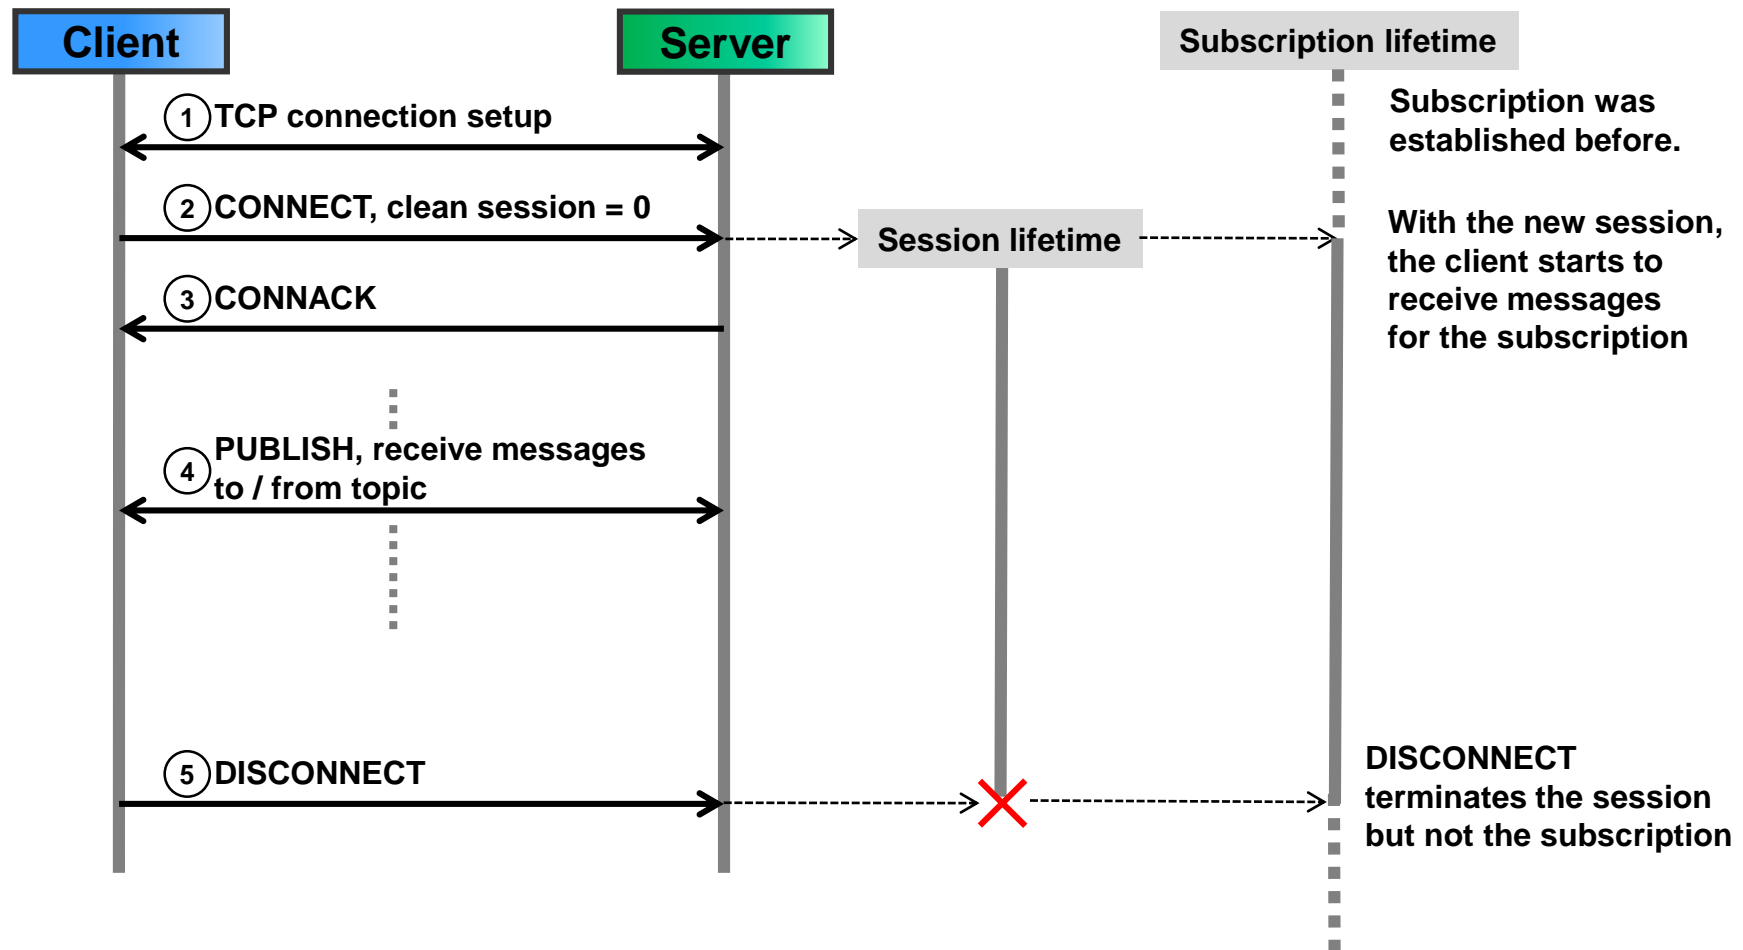 Client
Server
Subscription lifetime
Subscription was
established before.
1 TCP connection setup
2 CONNECT, clean session = 0
Session lifetime
With the new session,
the client starts to
receive messages
for the subscription
3 CONNACK
4 PUBLISH, receive messages
to / from topic
5 DISCONNECT
DISCONNECT
terminates the session
but not the subscription